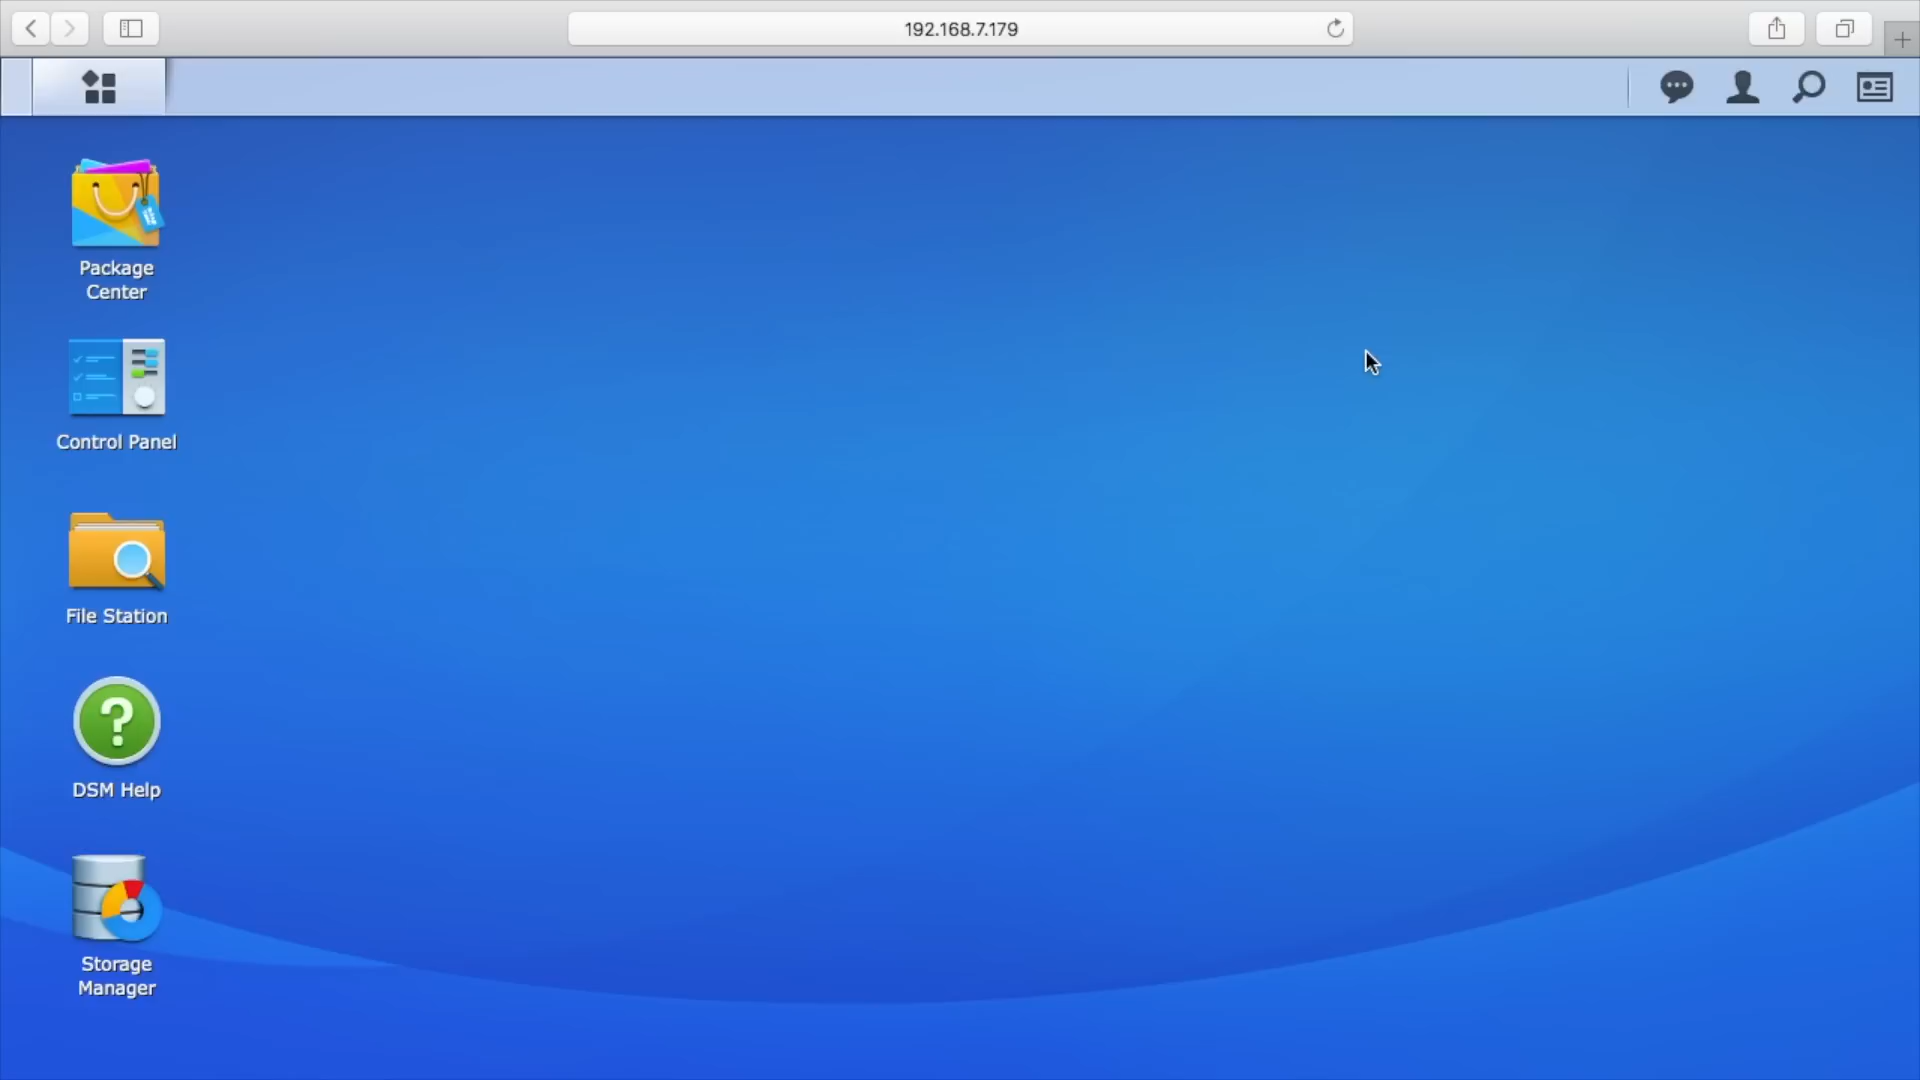 192.168.7.179
Package
Center
Control Panel
File Station
DSM Help
Storage
Manager